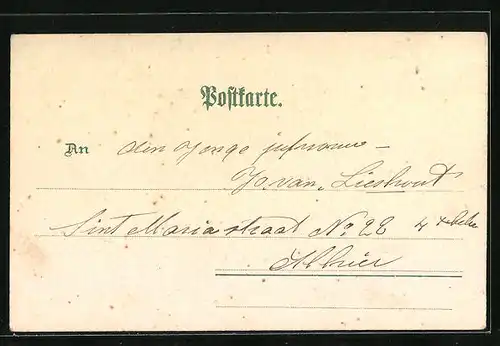 Postkarte.
An den Jonge jufvrouw –
Jo. van Lieshout
Sint Maria straat No 28
Alhier